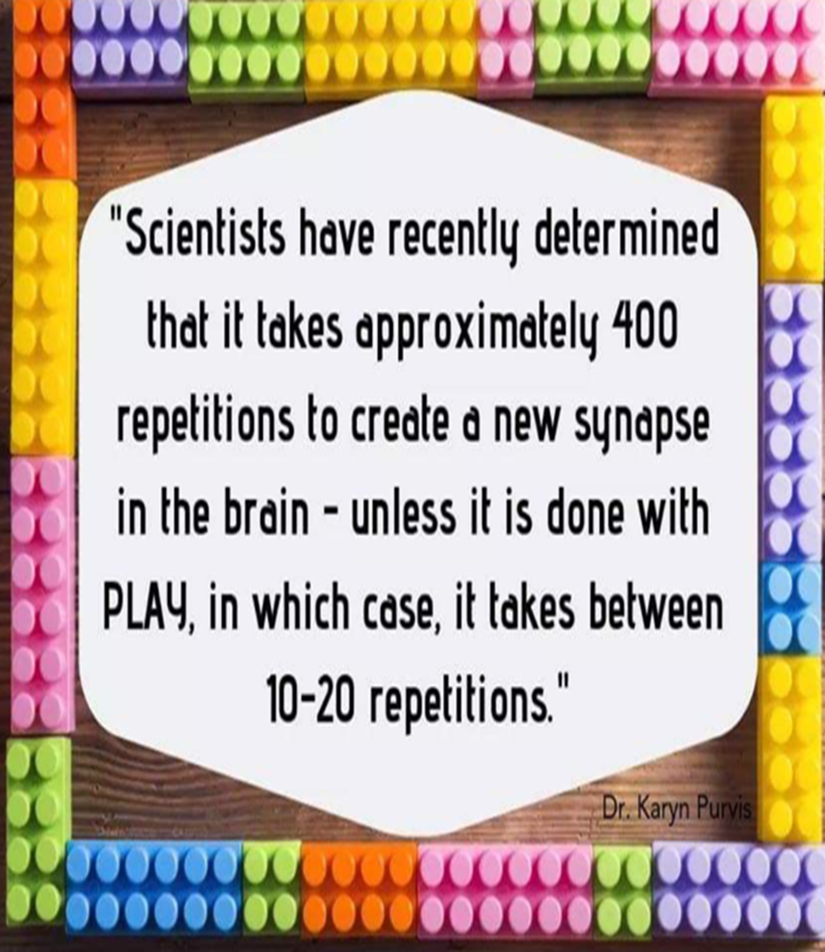 "Scientists have recently determined
that it takes approximately 400
repetitions to create a new synapse
in the brain - unless it is done with
PLAY, in which case, it takes between
10-20 repetitions."
Dr. Karyn Purvis